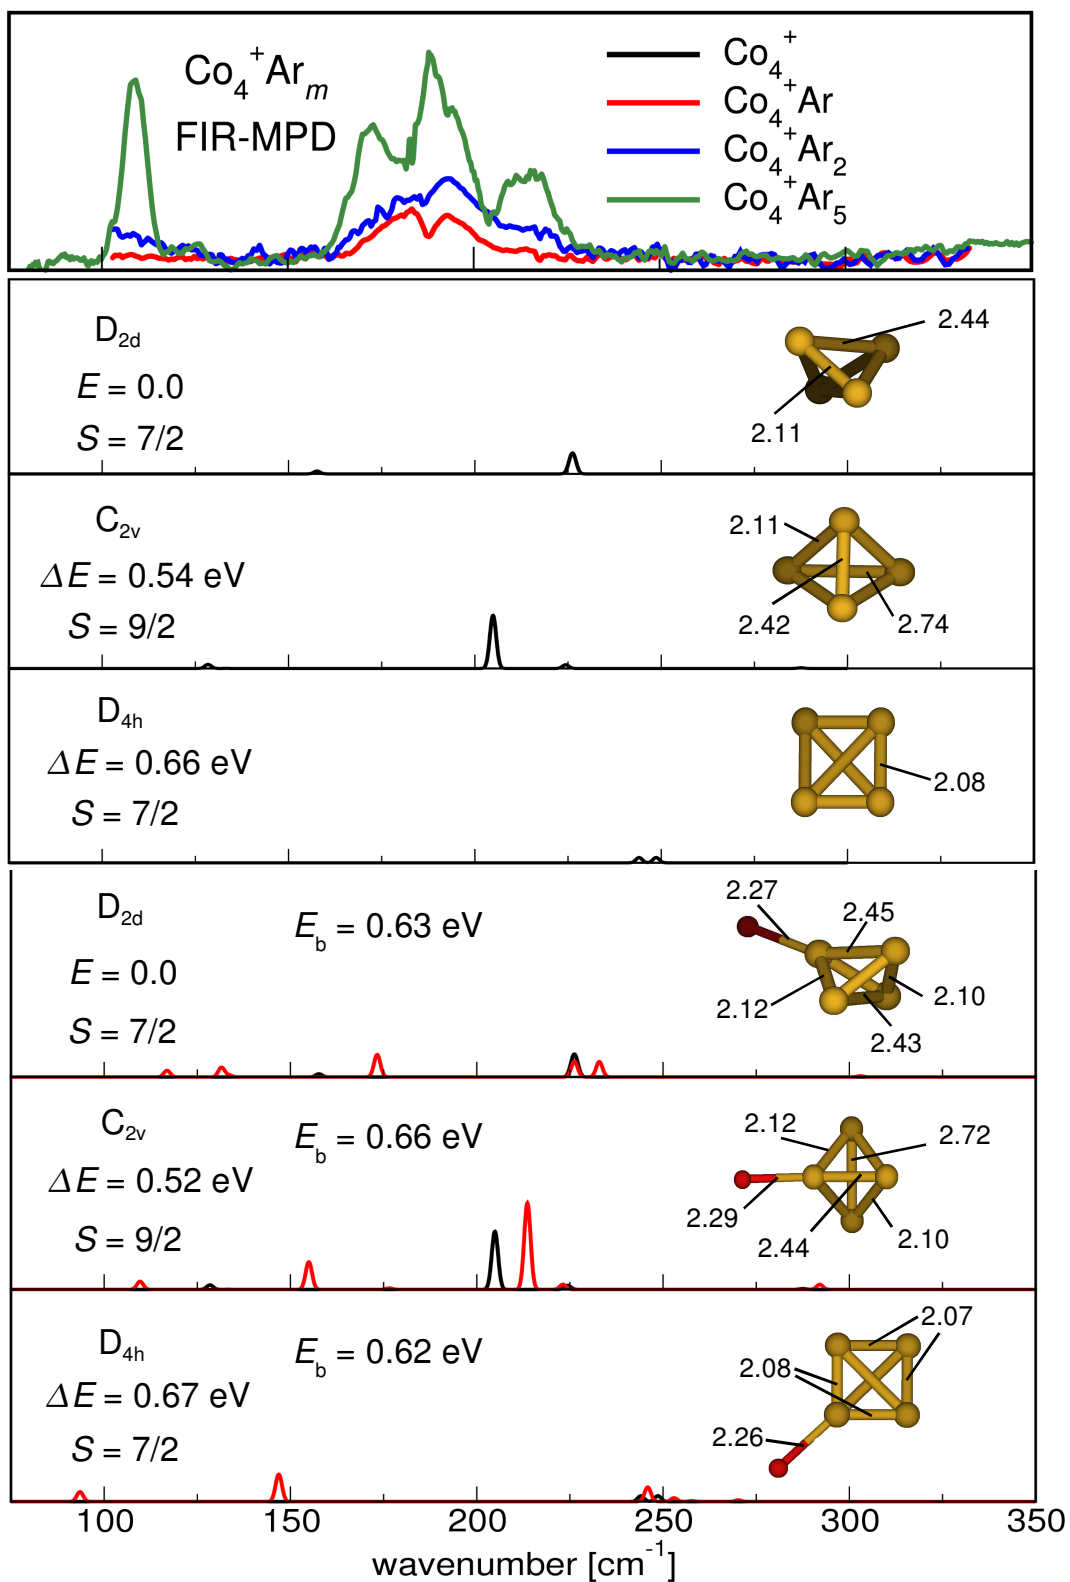 Co₄⁺Arₘ
FIR-MPD
Co₄⁺
Co₄⁺Ar
Co₄⁺Ar₂
Co₄⁺Ar₅
D₂d
E = 0.0
S = 7/2
2.44
2.11
C₂ᵥ
ΔE = 0.54 eV
S = 9/2
2.11
2.42
2.74
D₄ₕ
ΔE = 0.66 eV
S = 7/2
2.08
D₂d
E = 0.0
S = 7/2
E_b = 0.63 eV
2.27
2.45
2.12
2.10
2.43
C₂ᵥ
ΔE = 0.52 eV
S = 9/2
E_b = 0.66 eV
2.12
2.72
2.29
2.44
2.10
D₄ₕ
ΔE = 0.67 eV
S = 7/2
E_b = 0.62 eV
2.07
2.08
2.26
100 150 200 250 300 350
wavenumber [cm⁻¹]